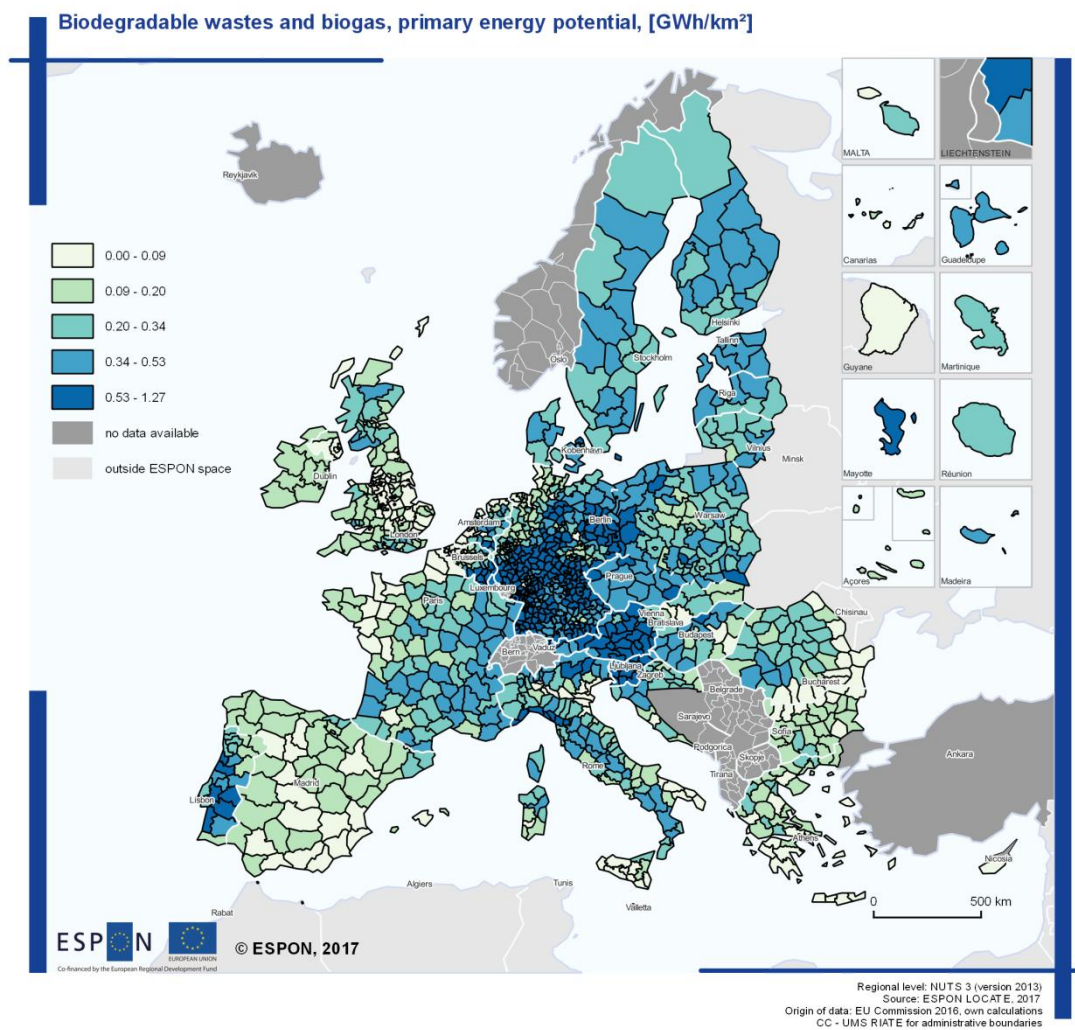 Biodegradable wastes and biogas, primary energy potential, [GWh/km²]
MALTA
LIECHTENSTEIN
Reykjavík
Canarias
Guadeloupe
0.00 - 0.09
0.09 - 0.20
0.20 - 0.34
0.34 - 0.53
0.53 - 1.27
no data available
outside ESPON space
Guyane
Martinique
Mayotte
Réunion
Açores
Madeira
Helsinki
Tallinn
Oslo
Stockholm
Riga
Vilnius
Minsk
København
Dublin
Amsterdam
Berlin
Warsaw
London
Brussels
Prague
Luxembourg
Paris
Vienna
Bratislava
Chisinau
Budapest
Bern
Vaduz
Ljubljana
Zagreb
Bucharest
Belgrade
Sarajevo
Sofia
Podgorica
Skopje
Tirana
Rome
Madrid
Lisbon
Ankara
Athens
Nicosia
Algiers
Tunis
Valletta
Rabat
0 500 km
ESPON
EUROPEAN UNION
© ESPON, 2017
Co-financed by the European Regional Development Fund
Regional level: NUTS 3 (version 2013)
Source: ESPON LOCATE, 2017
Origin of data: EU Commission 2016, own calculations
CC - UMS RIATE for administrative boundaries